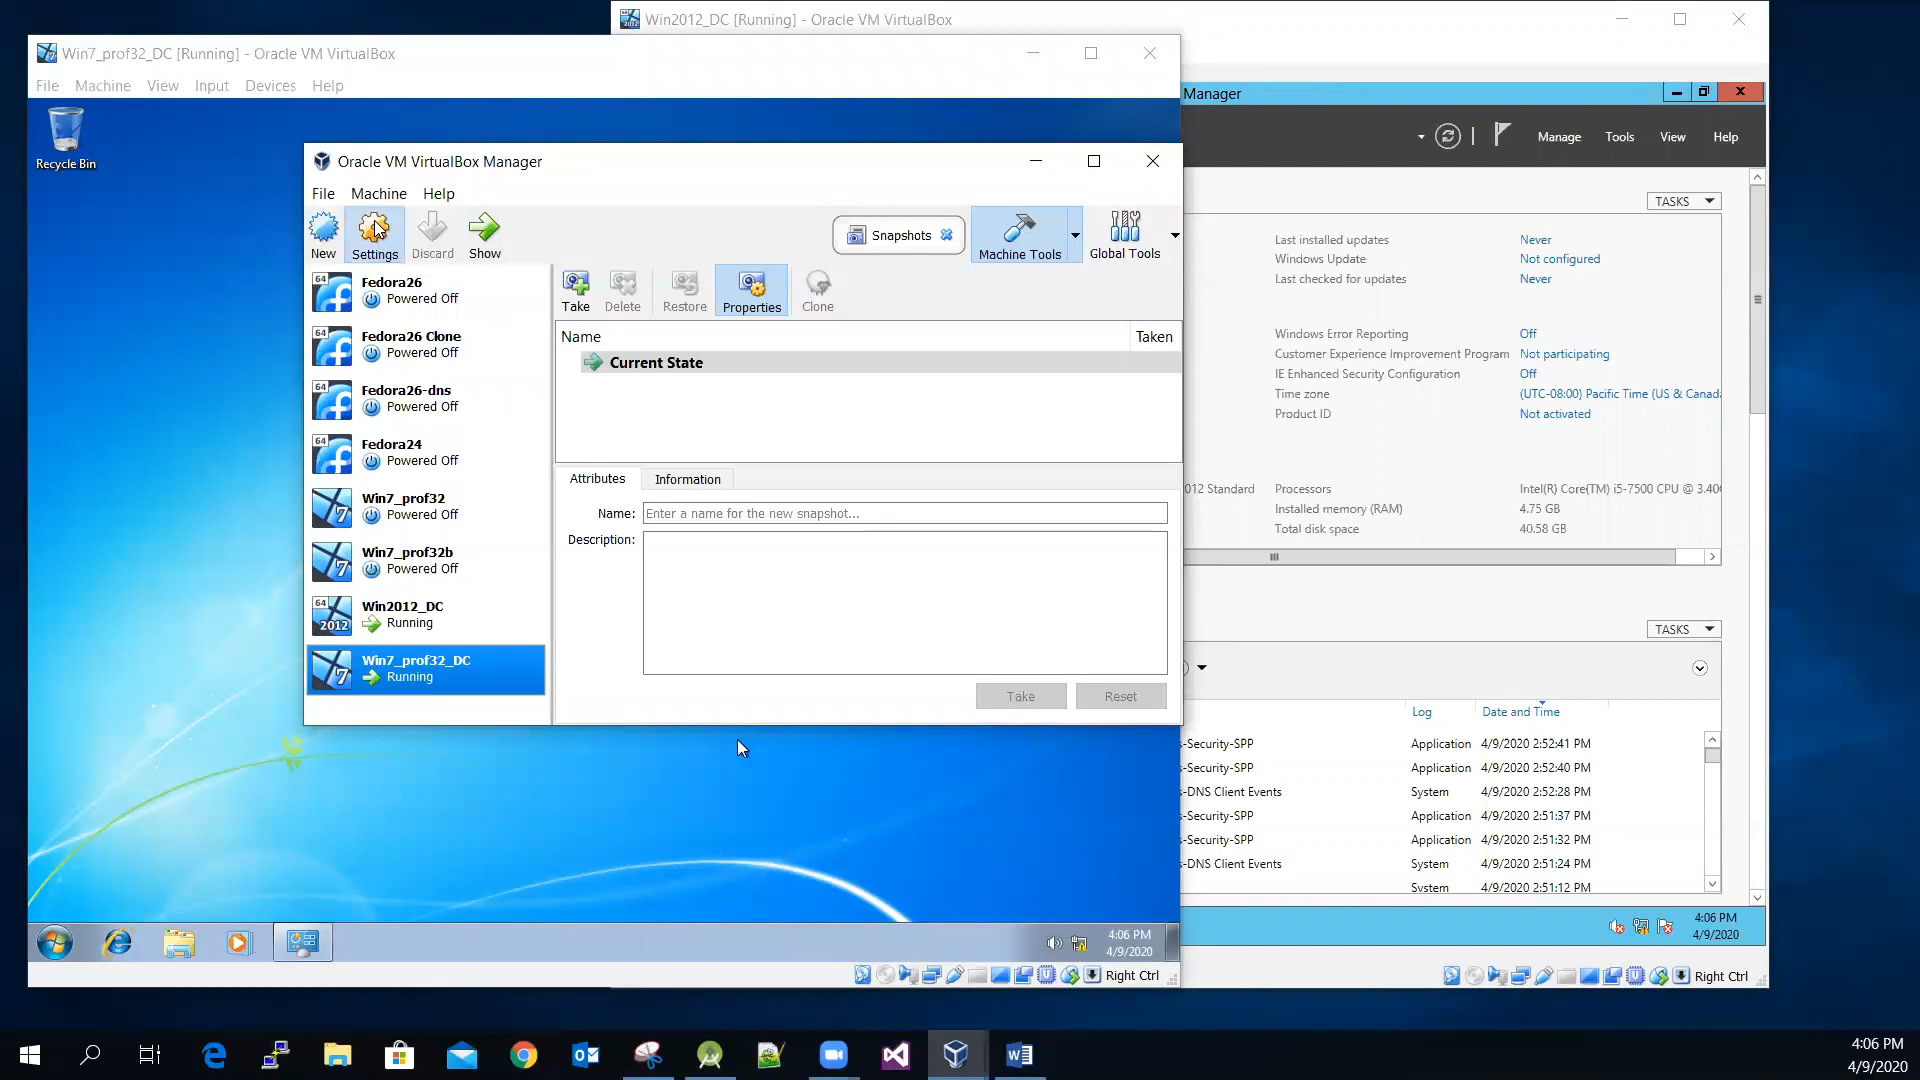 Win2012_DC [Running] - Oracle VM VirtualBox
Win7_prof32_DC [Running] - Oracle VM VirtualBox
File Machine View Input Devices Help
Manager
Manage Tools View Help
Recycle Bin
Oracle VM VirtualBox Manager
File Machine Help
New Settings Discard Show
Snapshots
Machine Tools
Global Tools
64
Fedora26
Powered Off
64
Fedora26 Clone
Powered Off
64
Fedora26-dns
Powered Off
64
Fedora24
Powered Off
7
Win7_prof32
Powered Off
7
Win7_prof32b
Powered Off
64
2012
Win2012_DC
Running
7
Win7_prof32_DC
Running
Take Delete Restore Properties Clone
Name Taken
Current State
Attributes Information
Name: Enter a name for the new snapshot...
Description:
Take Reset
TASKS
Last installed updates Never
Windows Update Not configured
Last checked for updates Never
Windows Error Reporting Off
Customer Experience Improvement Program Not participating
IE Enhanced Security Configuration Off
Time zone (UTC-08:00) Pacific Time (US & Canada
Product ID Not activated
012 Standard Processors Intel(R) Core(TM) i5-7500 CPU @ 3.40
Installed memory (RAM) 4.75 GB
Total disk space 40.58 GB
TASKS
Log Date and Time
s-Security-SPP Application 4/9/2020 2:52:41 PM
s-Security-SPP Application 4/9/2020 2:52:40 PM
s-DNS Client Events System 4/9/2020 2:52:28 PM
s-Security-SPP Application 4/9/2020 2:51:37 PM
s-Security-SPP Application 4/9/2020 2:51:32 PM
s-DNS Client Events System 4/9/2020 2:51:24 PM
System 4/9/2020 2:51:12 PM
4:06 PM
4/9/2020
4:06 PM
4/9/2020
Right Ctrl
Right Ctrl
4:06 PM
4/9/2020